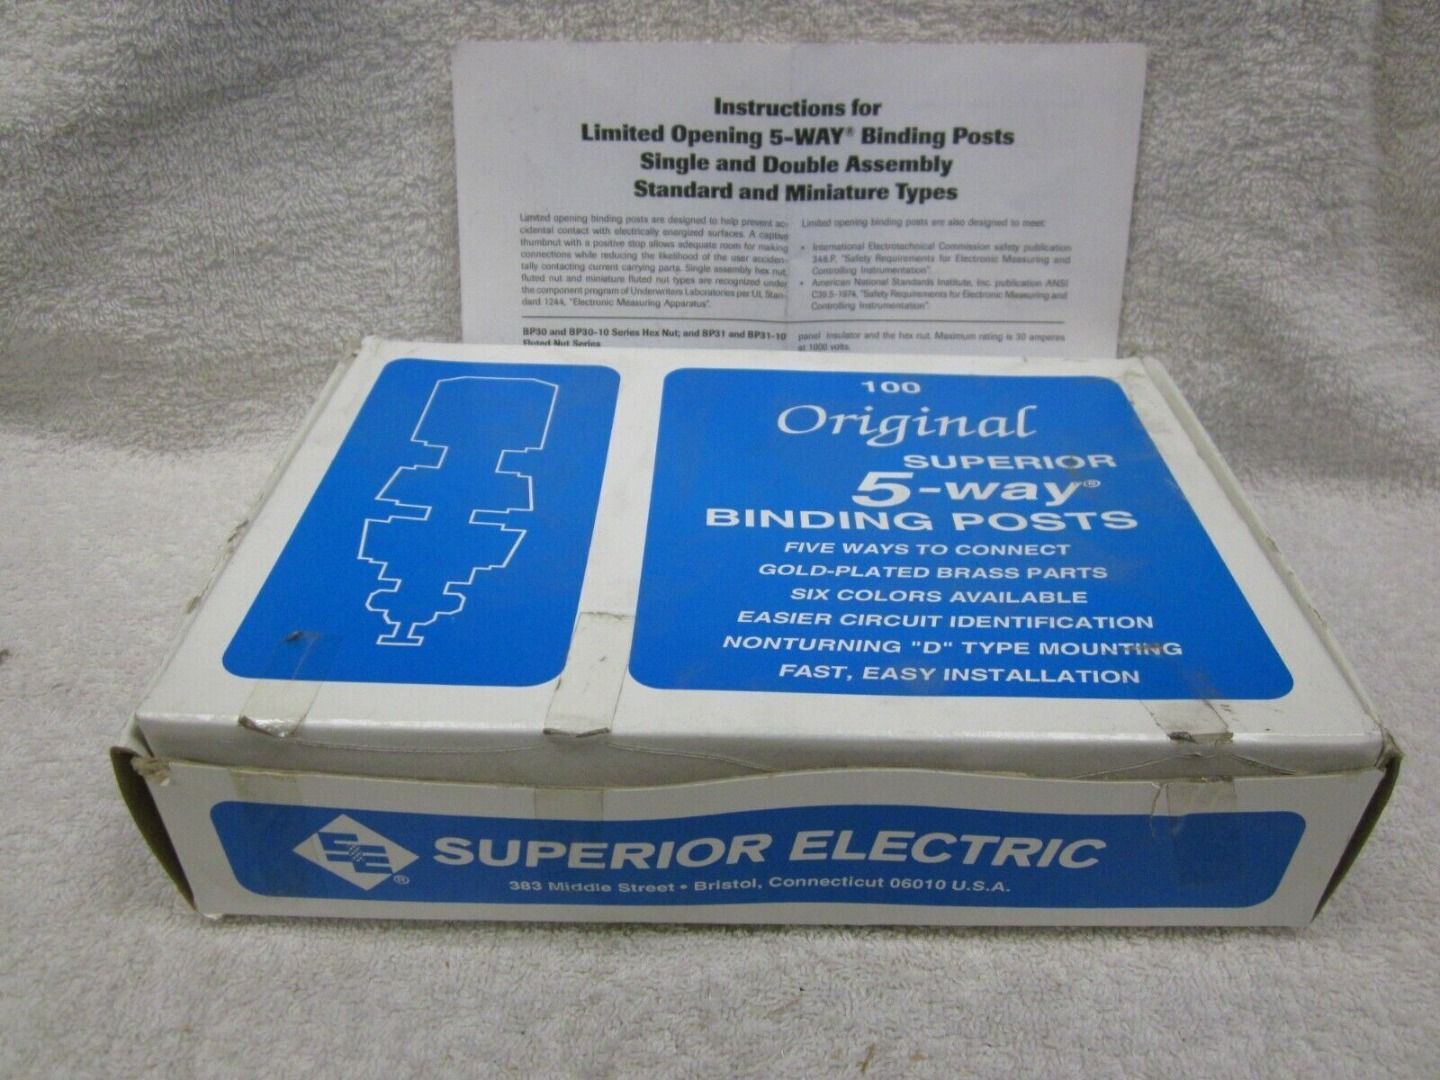 Instructions for
Limited Opening 5-WAY® Binding Posts
Single and Double Assembly
Standard and Miniature Types
Limited opening binding posts are designed to help prevent ac-
cidental contact with electrically energized surfaces. A captive
thumbnut with a positive stop allows adequate room for making
connections while reducing the likelihood of the user acciden-
tally contacting current carrying parts. Single assembly hex nut,
fluted nut and miniature fluted nut types are recognized under
the component program of Underwriters Laboratories per UL Stan-
dard 1244, "Electronic Measuring Apparatus".
BP30 and BP30-10 Series Hex Nut; and BP31 and BP31-10
Fluted Nut Series
Limited opening binding posts are also designed to meet:
• International Electrotechnical Commission safety publication
348.P, "Safety Requirements for Electronic Measuring and
Controlling Instrumentation".
• American National Standards Institute, Inc. publication ANSI
C39.5-1974, "Safety Requirements for Electronic Measuring and
Controlling Instrumentation".
panel insulator and the hex nut. Maximum rating is 30 amperes
at 1000 volts.
100
Original
SUPERIOR
5-way®
BINDING POSTS
FIVE WAYS TO CONNECT
GOLD-PLATED BRASS PARTS
SIX COLORS AVAILABLE
EASIER CIRCUIT IDENTIFICATION
NONTURNING "D" TYPE MOUNTING
FAST, EASY INSTALLATION
SE® SUPERIOR ELECTRIC
383 Middle Street • Bristol, Connecticut 06010 U.S.A.